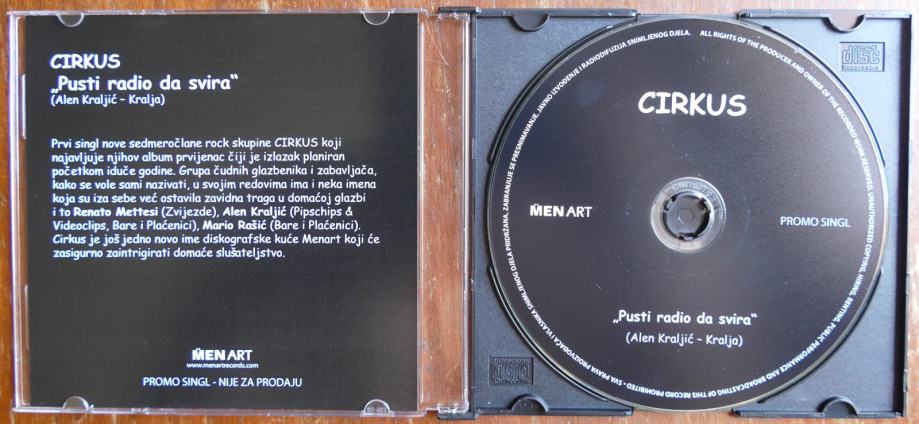 CIRKUS
„Pusti radio da svira“
(Alen Kraljić – Kralja)
Prvi singl nove sedmeročlane rock skupine CIRKUS koji
najavljuje njihov album prvijenac čiji je izlazak planiran
početkom iduče godine. Grupa čudnih glazbenika i zabavljača,
kako se vole sami nazivati, u svojim redovima ima i neka imena
koja su iza sebe već ostavila zavidna traga u domaćoj glazbi
i to Renato Mettesi (Zvijezde), Alen Kraljić (Pipschips &
Videoclips, Bare i Plaćenici), Mario Rašić (Bare i Plaćenici).
Cirkus je još jedno novo ime diskografske kuće Menart koji će
zasigurno zaintrigirati domaće slušateljstvo.
MENART
www.menartrecords.com
PROMO SINGL - NIJE ZA PRODAJU
CIRKUS
MENART
PROMO SINGL
„Pusti radio da svira“
(Alen Kraljić – Kralja)
SVA PRAVA PROIZVOĐAČA I VLASNIKA SNIMLJENOG DJELA PRIDRŽANA. ZABRANJUJE SE PRESNIMAVANJE, JAVNO IZVOĐENJE I RADIODIFUZIJA SNIMLJENOG DJELA.
ALL RIGHTS OF THE PRODUCER AND OWNER OF THE RECORDED WORK RESERVED. UNAUTHORIZED COPYING, HIRING, RENTING, PUBLIC PERFORMANCE AND BROADCASTING OF THIS RECORD PROHIBITED •
COMPACT
disc
Recordable